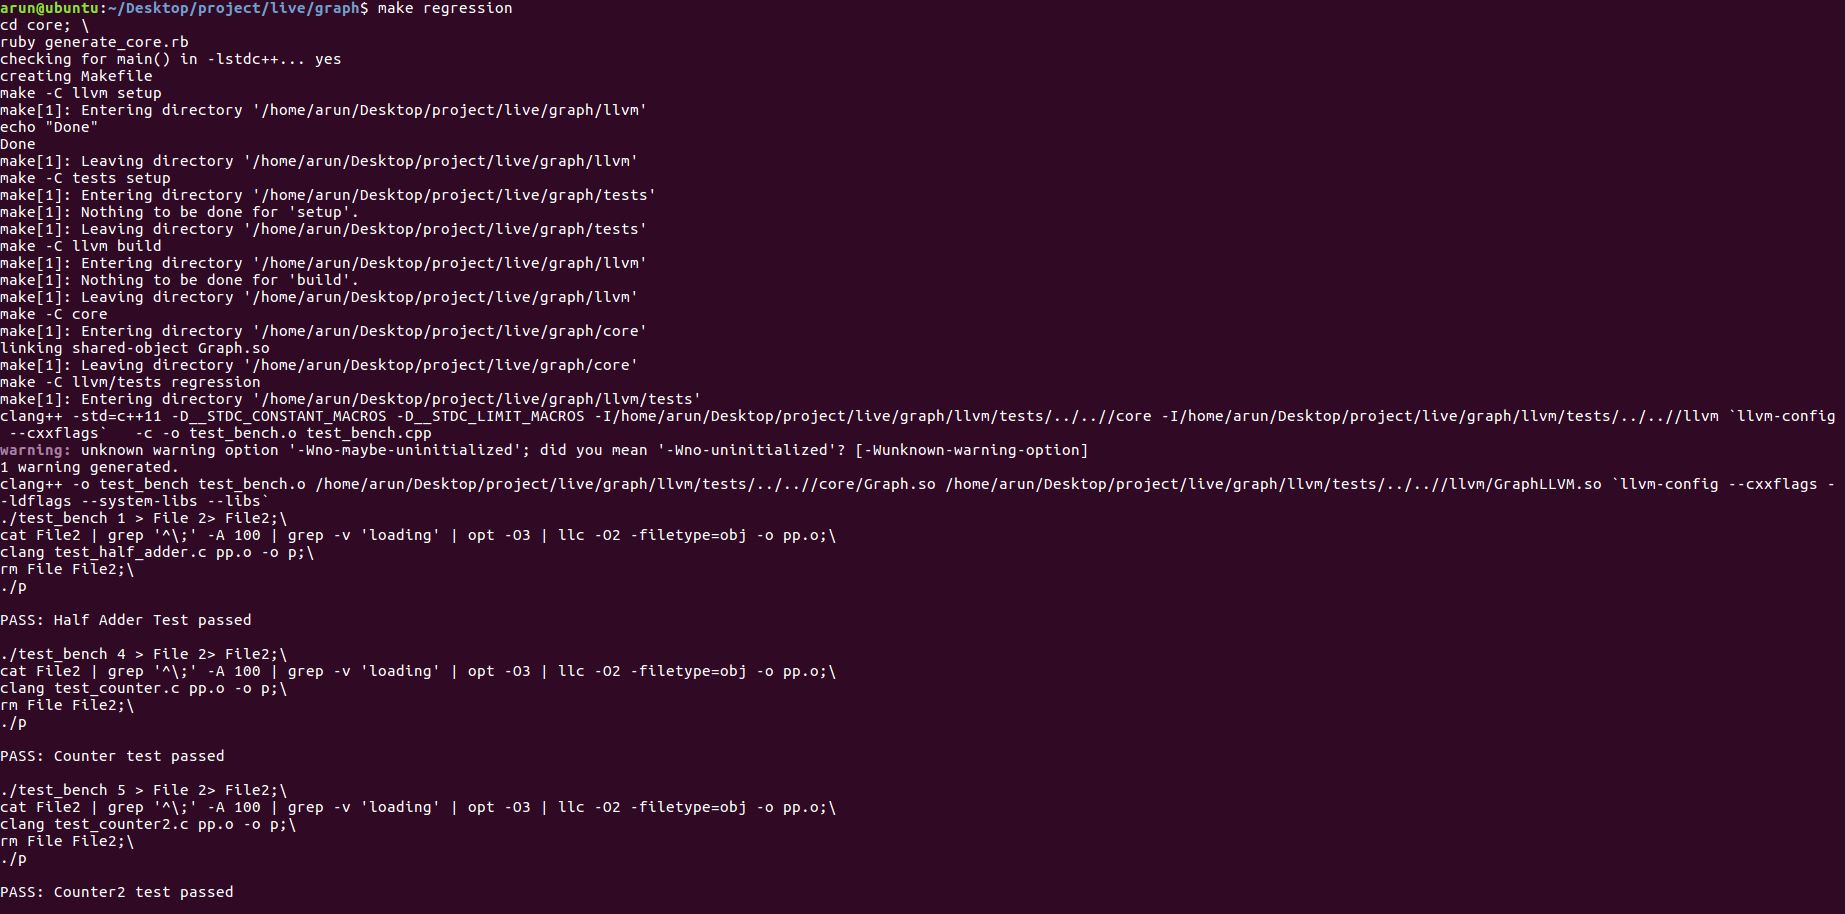 arun@ubuntu:~/Desktop/project/live/graph$ make regression
cd core; \
ruby generate_core.rb
checking for main() in -lstdc++... yes
creating Makefile
make -C llvm setup
make[1]: Entering directory '/home/arun/Desktop/project/live/graph/llvm'
echo "Done"
Done
make[1]: Leaving directory '/home/arun/Desktop/project/live/graph/llvm'
make -C tests setup
make[1]: Entering directory '/home/arun/Desktop/project/live/graph/tests'
make[1]: Nothing to be done for 'setup'.
make[1]: Leaving directory '/home/arun/Desktop/project/live/graph/tests'
make -C llvm build
make[1]: Entering directory '/home/arun/Desktop/project/live/graph/llvm'
make[1]: Nothing to be done for 'build'.
make[1]: Leaving directory '/home/arun/Desktop/project/live/graph/llvm'
make -C core
make[1]: Entering directory '/home/arun/Desktop/project/live/graph/core'
linking shared-object Graph.so
make[1]: Leaving directory '/home/arun/Desktop/project/live/graph/core'
make -C llvm/tests regression
make[1]: Entering directory '/home/arun/Desktop/project/live/graph/llvm/tests'
clang++ -std=c++11 -D__STDC_CONSTANT_MACROS -D__STDC_LIMIT_MACROS -I/home/arun/Desktop/project/live/graph/llvm/tests/../..//core -I/home/arun/Desktop/project/live/graph/llvm/tests/../..//llvm `llvm-config
 --cxxflags`   -c -o test_bench.o test_bench.cpp
warning: unknown warning option '-Wno-maybe-uninitialized'; did you mean '-Wno-uninitialized'? [-Wunknown-warning-option]
1 warning generated.
clang++ -o test_bench test_bench.o /home/arun/Desktop/project/live/graph/llvm/tests/../..//core/Graph.so /home/arun/Desktop/project/live/graph/llvm/tests/../..//llvm/GraphLLVM.so `llvm-config --cxxflags -
-ldflags --system-libs --libs`
./test_bench 1 > File 2> File2;\
cat File2 | grep '^\;' -A 100 | grep -v 'loading' | opt -O3 | llc -O2 -filetype=obj -o pp.o;\
clang test_half_adder.c pp.o -o p;\
rm File File2;\
./p
PASS: Half Adder Test passed
./test_bench 4 > File 2> File2;\
cat File2 | grep '^\;' -A 100 | grep -v 'loading' | opt -O3 | llc -O2 -filetype=obj -o pp.o;\
clang test_counter.c pp.o -o p;\
rm File File2;\
./p
PASS: Counter test passed
./test_bench 5 > File 2> File2;\
cat File2 | grep '^\;' -A 100 | grep -v 'loading' | opt -O3 | llc -O2 -filetype=obj -o pp.o;\
clang test_counter2.c pp.o -o p;\
rm File File2;\
./p
PASS: Counter2 test passed